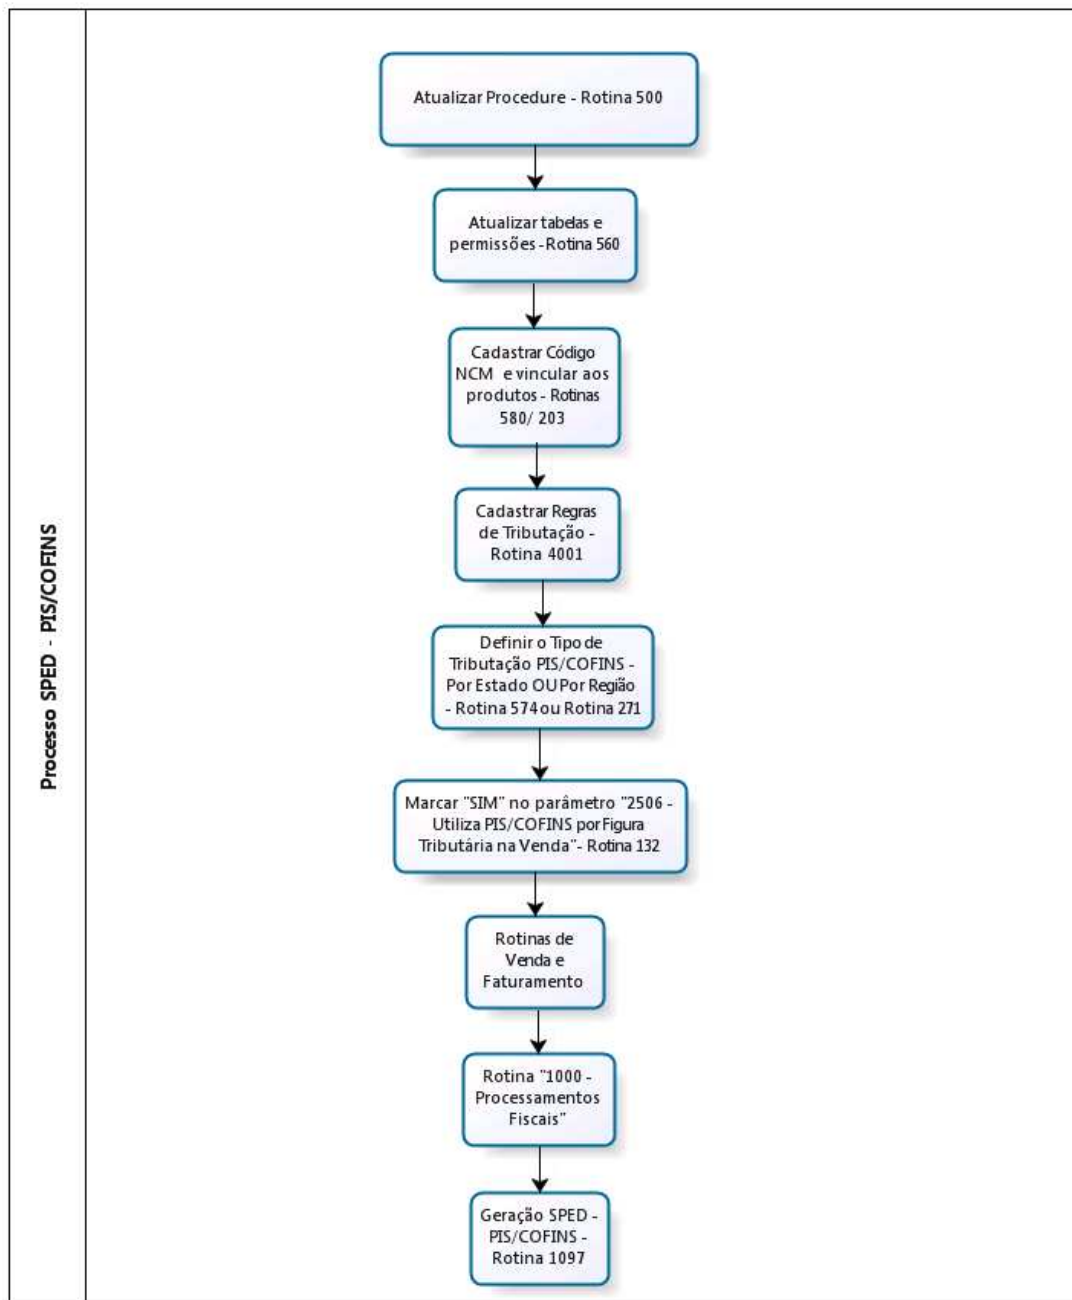 Processo SPED - PIS/COFINS
Atualizar Procedure - Rotina 500
Atualizar tabelas e
permissões - Rotina 560
Cadastrar Código
NCM e vincular aos
produtos - Rotinas
580/ 203
Cadastrar Regras
de Tributação -
Rotina 4001
Definir o Tipo de
Tributação PIS/COFINS -
Por Estado OU Por Região
- Rotina 574 ou Rotina 271
Marcar "SIM" no parâmetro "2506 -
Utiliza PIS/COFINS por Figura
Tributária na Venda"- Rotina 132
Rotinas de
Venda e
Faturamento
Rotina "1000 -
Processamentos
Fiscais"
Geração SPED -
PIS/COFINS -
Rotina 1097